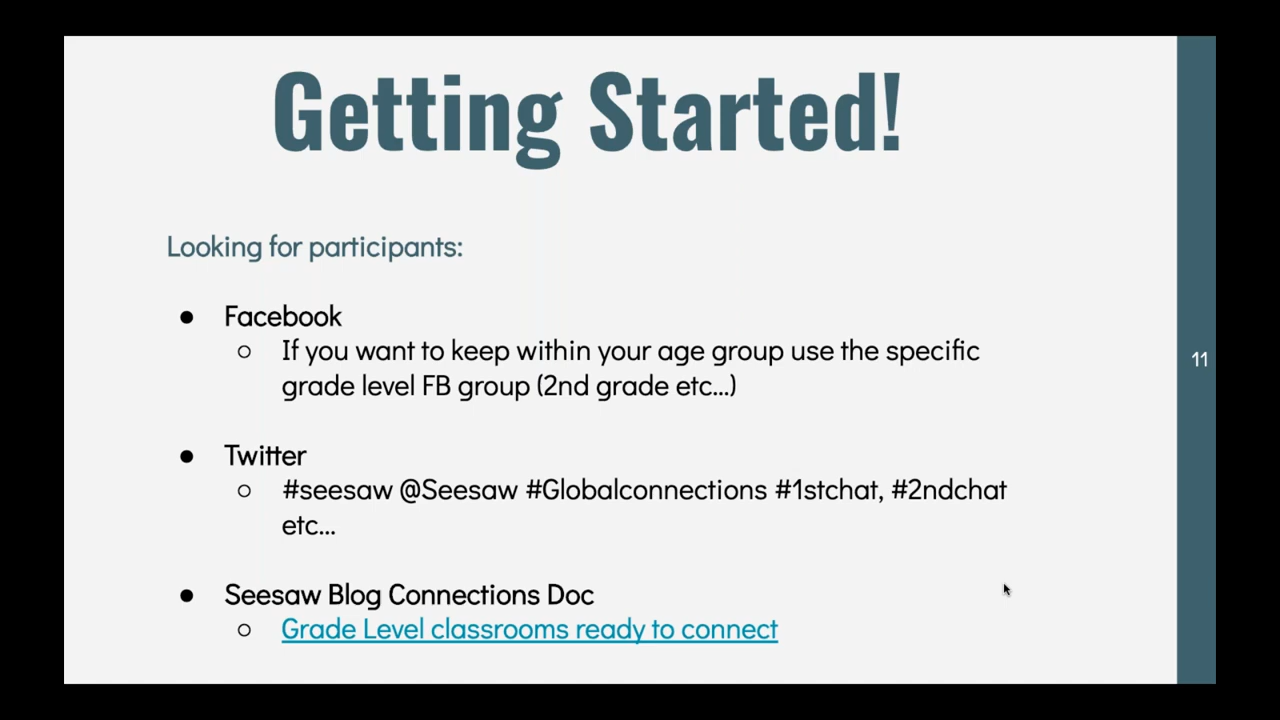 Getting Started!
Looking for participants:
● Facebook
○ If you want to keep within your age group use the specific
grade level FB group (2nd grade etc...)
11
● Twitter
○ #seesaw @Seesaw #Globalconnections #1stchat, #2ndchat
etc...
● Seesaw Blog Connections Doc
○ Grade Level classrooms ready to connect